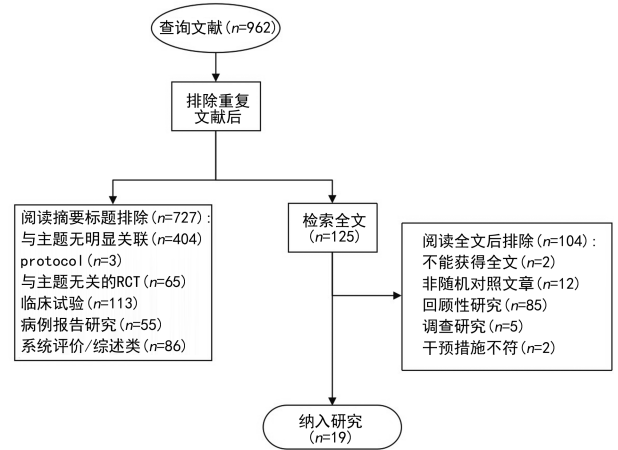 查询文献(n=962)
排除重复
文献后
阅读摘要标题排除(n=727):
与主题无明显关联(n=404)
protocol(n=3)
与主题无关的RCT(n=65)
临床试验(n=113)
病例报告研究(n=55)
系统评价/综述类(n=86)
检索全文
(n=125)
阅读全文后排除(n=104):
不能获得全文(n=2)
非随机对照文章(n=12)
回顾性研究(n=85)
调查研究(n=5)
干预措施不符(n=2)
纳入研究
(n=19)